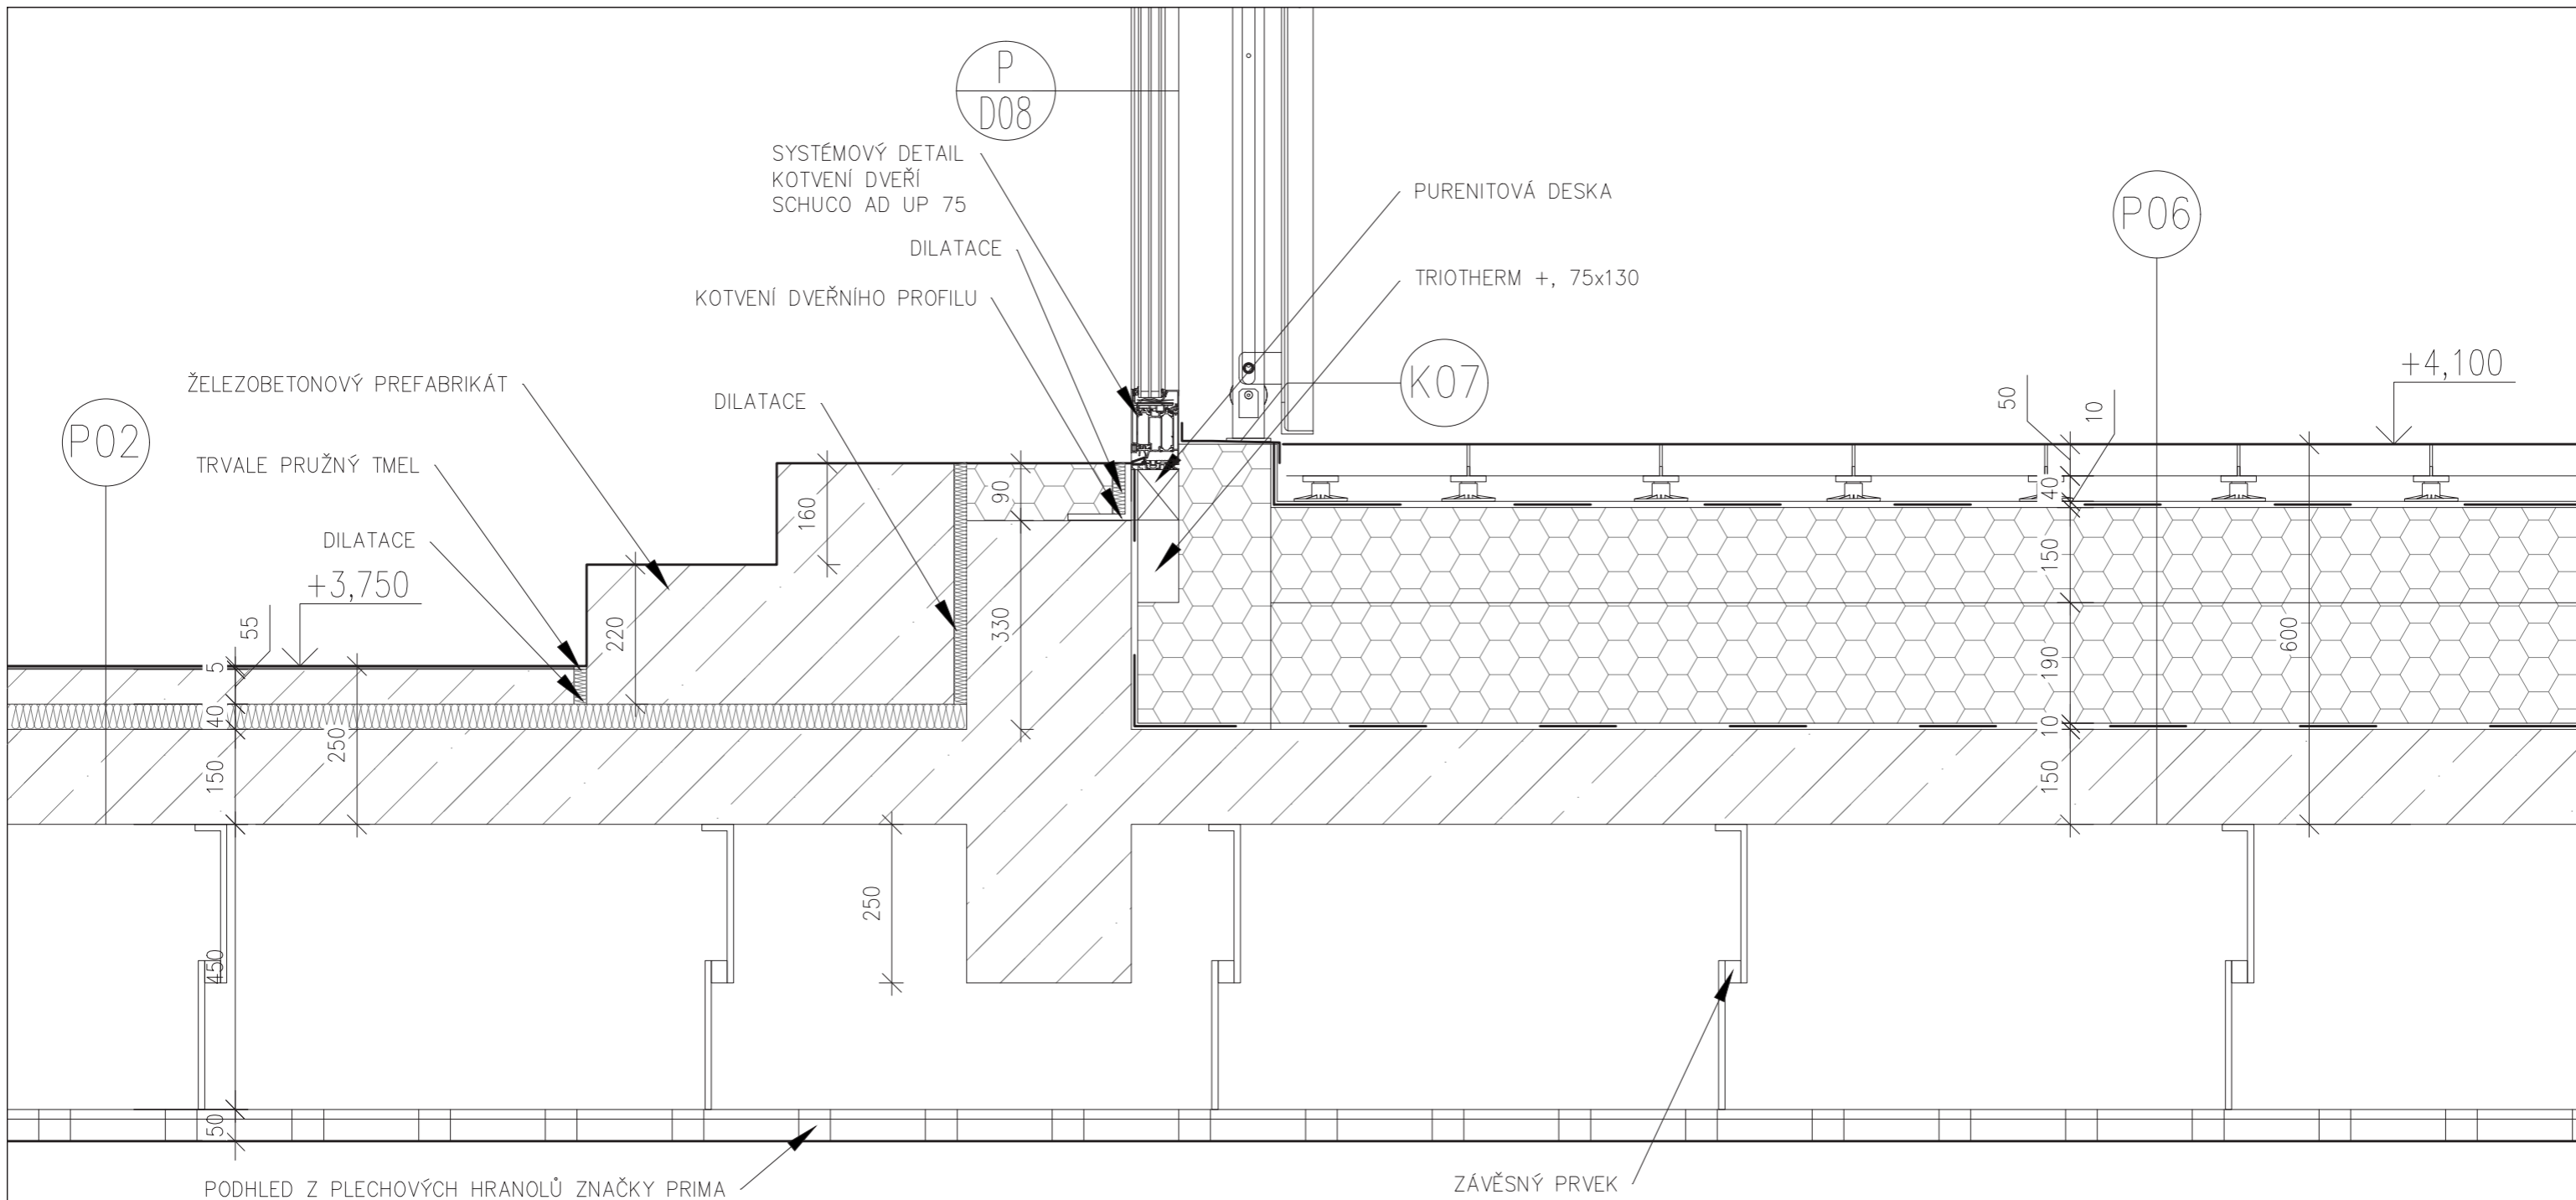 P
D08
SYSTÉMOVÝ DETAIL
KOTVENÍ DVEŘÍ
SCHUCO AD UP 75
DILATACE
KOTVENÍ DVEŘNÍHO PROFILU
PURENITOVÁ DESKA
TRIOTHERM +, 75x130
K07
P06
+4,100
ŽELEZOBETONOVÝ PREFABRIKÁT
DILATACE
P02
TRVALE PRUŽNÝ TMEL
DILATACE
+3,750
55
5
40
150
250
450
50
220
160
90
330
250
50
10
40
150
190
10
150
600
PODHLED Z PLECHOVÝCH HRANOLŮ ZNAČKY PRIMA
ZÁVĚSNÝ PRVEK